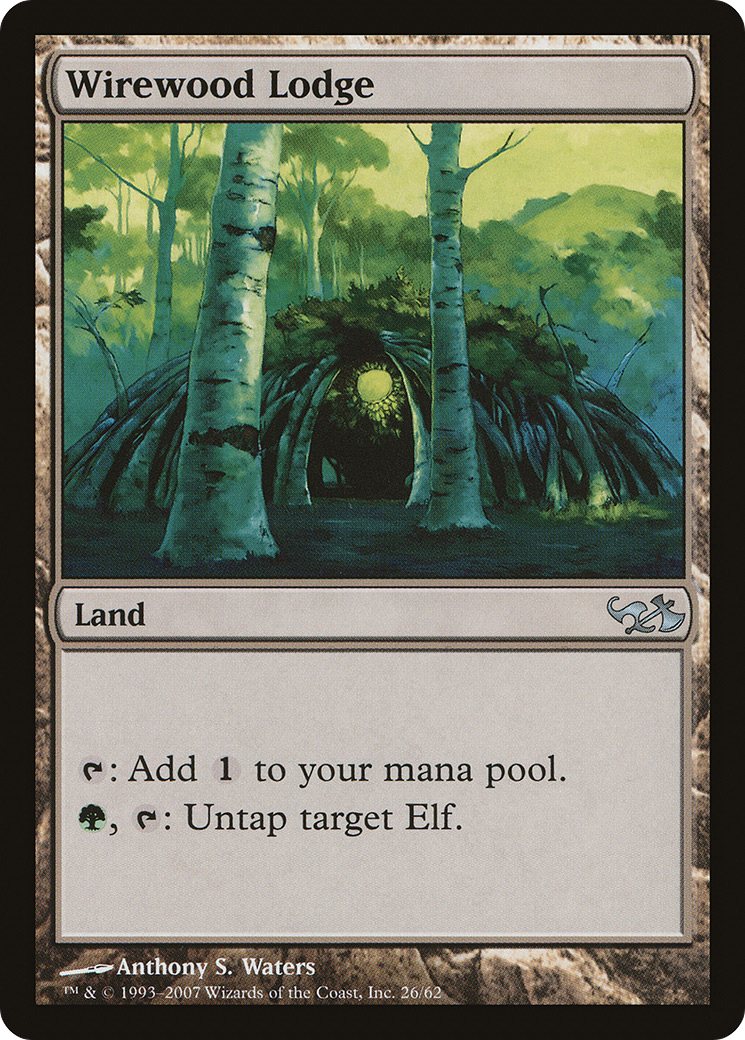 Wirewood Lodge
Land
: Add 1 to your mana pool.
, : Untap target Elf.
Anthony S. Waters
™ & © 1993–2007 Wizards of the Coast, Inc. 26/62